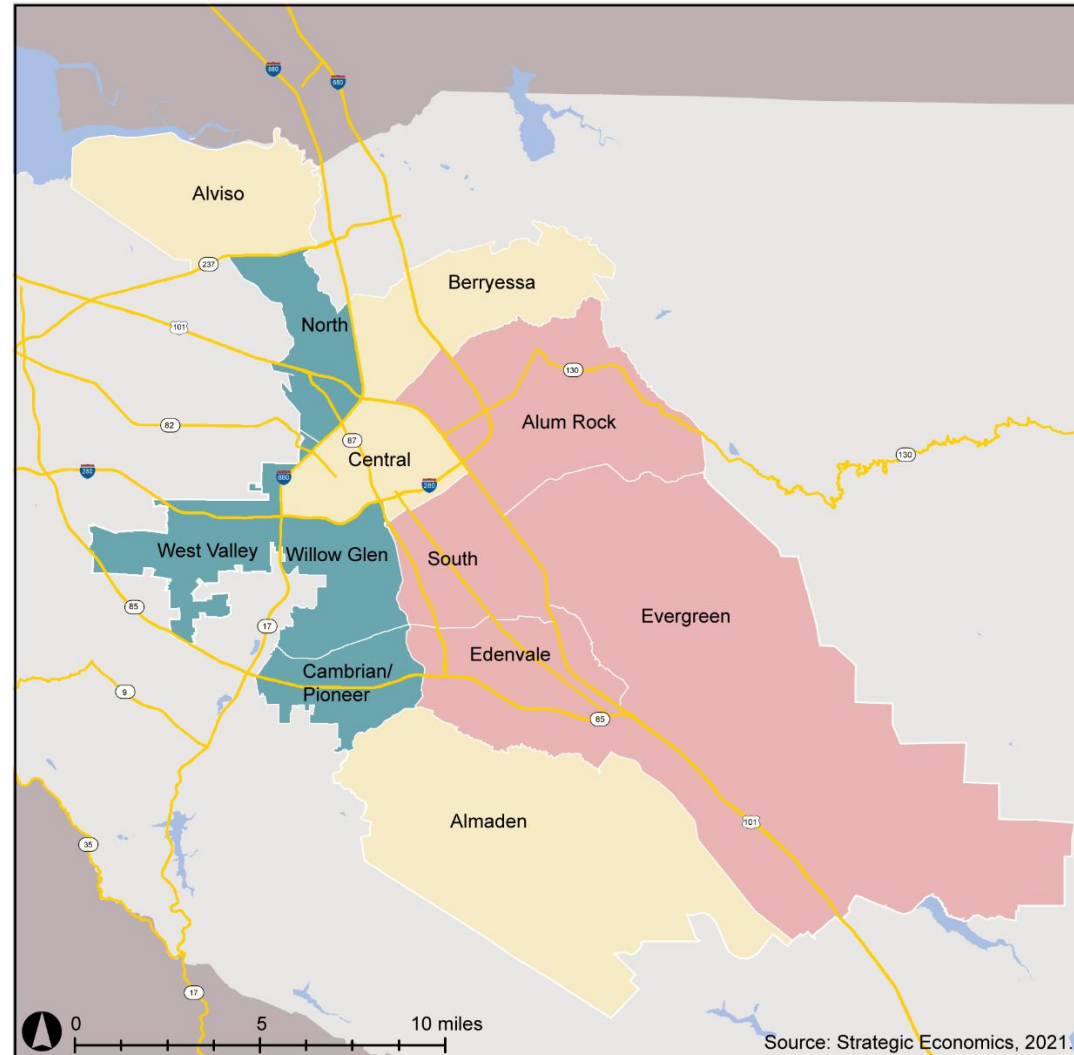 880
680
Alviso
237
Berryessa
101
North
130
82
Alum Rock
87
Central
130
280
880
280
West Valley
Willow Glen
South
85
Evergreen
17
Edenvale
Cambrian/
Pioneer
9
85
Almaden
101
35
17
0
5
10 miles
Source: Strategic Economics, 2021.